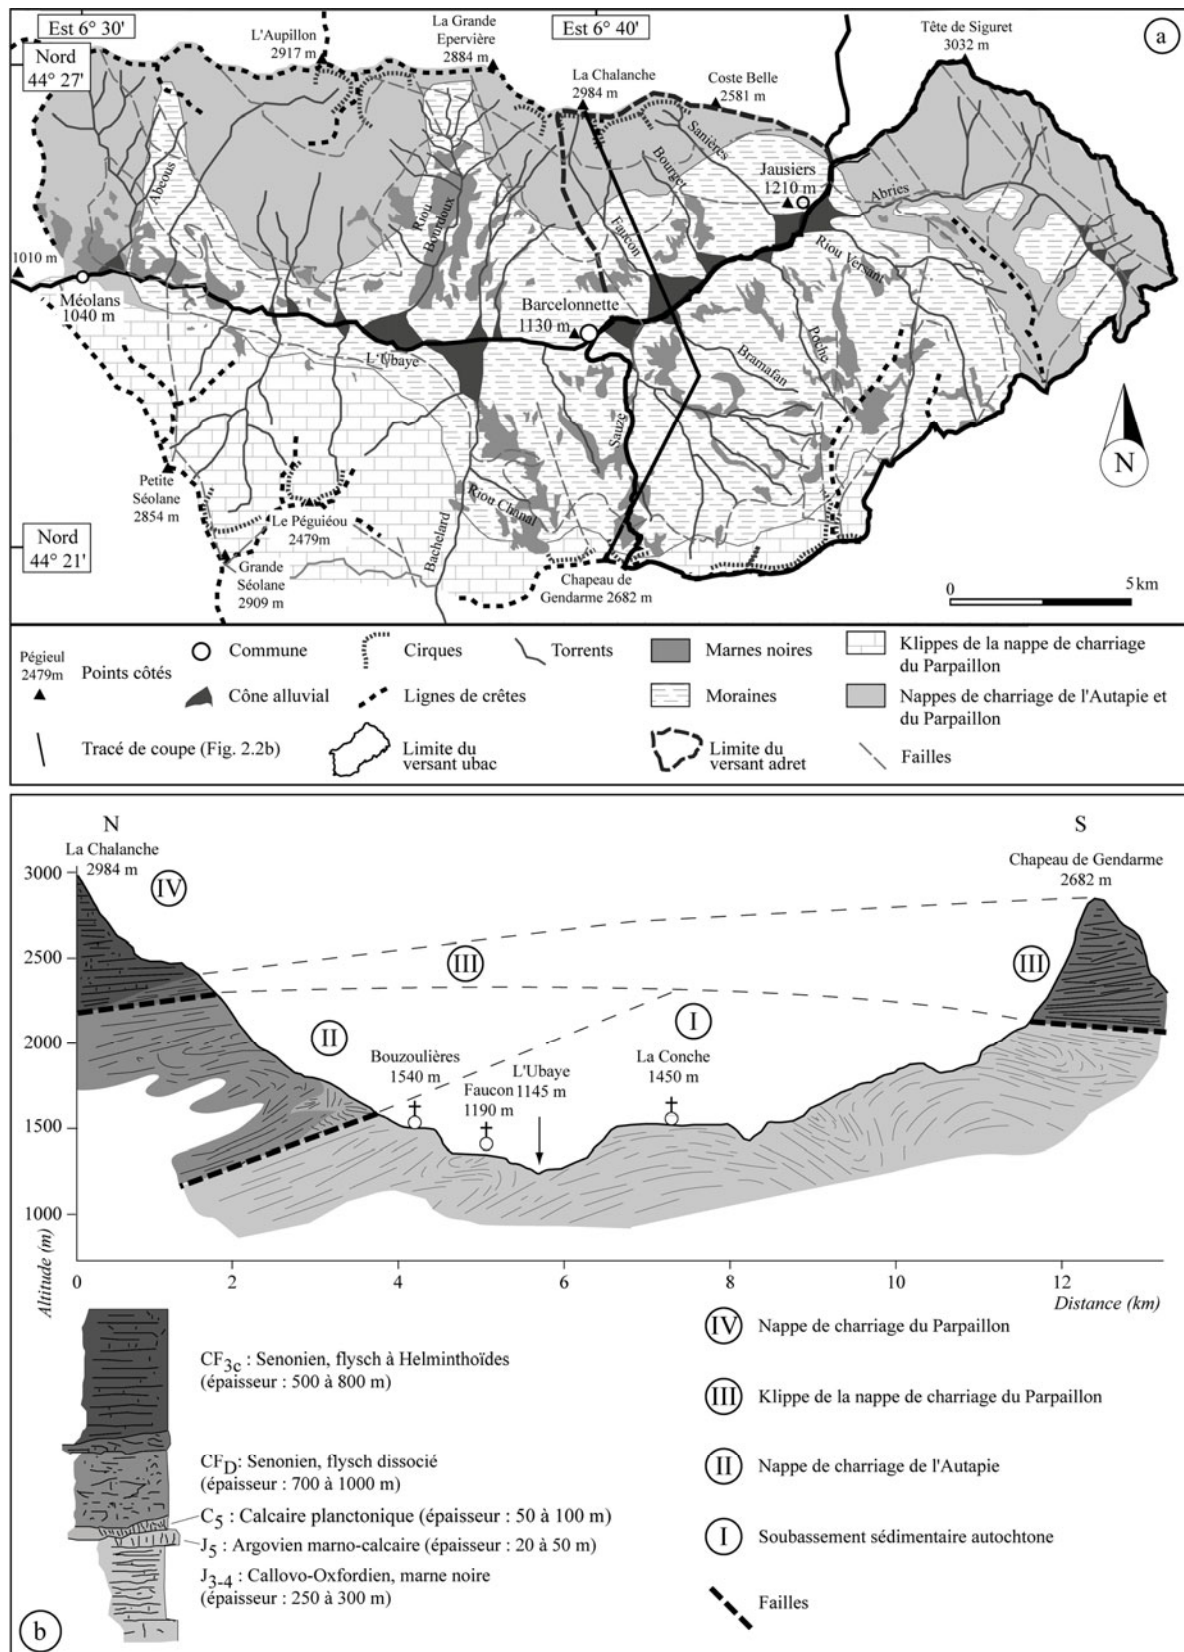 Est 6° 30'
La Grande
Epervière
2884 m
Est 6° 40'
Tête de Siguret
3032 m
a
L'Aupillon
2917 m
Nord
44° 27'
La Chalanche
2984 m
Coste Belle
2581 m
Sanières
Bourget
Jausiers
1210 m
Abriès
Abéous
Riou
Bourdoux
Faucon
Riou Versant
1010 m
Méolans
1040 m
Barcelonnette
1130 m
L'Ubaye
Bramafan
Poche
Sauze
N
Petite
Séolane
2854 m
Riou Chanal
Le Péguiéou
2479m
Nord
44° 21'
Bachelard
Grande
Séolane
2909 m
Chapeau de
Gendarme 2682 m
0
5 km
Pégieul
2479m
Points côtés
Commune
Cirques
Torrents
Marnes noires
Klippes de la nappe de charriage
du Parpaillon
Cône alluvial
Lignes de crêtes
Moraines
Nappes de charriage de l'Autapie et
du Parpaillon
Tracé de coupe (Fig. 2.2b)
Limite du
versant ubac
Limite du
versant adret
Failles
N
La Chalanche
2984 m
S
Chapeau de Gendarme
2682 m
3000
IV
2500
III
III
2000
II
I
Bouzoulières
1540 m
Faucon
1190 m
L'Ubaye
1145 m
La Conche
1450 m
1500
1000
Altitude (m)
0
2
4
6
8
10
12
Distance (km)
CF3c : Senonien, flysch à Helminthoïdes
(épaisseur : 500 à 800 m)
CFD: Senonien, flysch dissocié
(épaisseur : 700 à 1000 m)
C5 : Calcaire planctonique (épaisseur : 50 à 100 m)
J5 : Argovien marno-calcaire (épaisseur : 20 à 50 m)
J3-4 : Callovo-Oxfordien, marne noire
(épaisseur : 250 à 300 m)
IV Nappe de charriage du Parpaillon
III Klippe de la nappe de charriage du Parpaillon
II Nappe de charriage de l'Autapie
I Soubassement sédimentaire autochtone
Failles
b